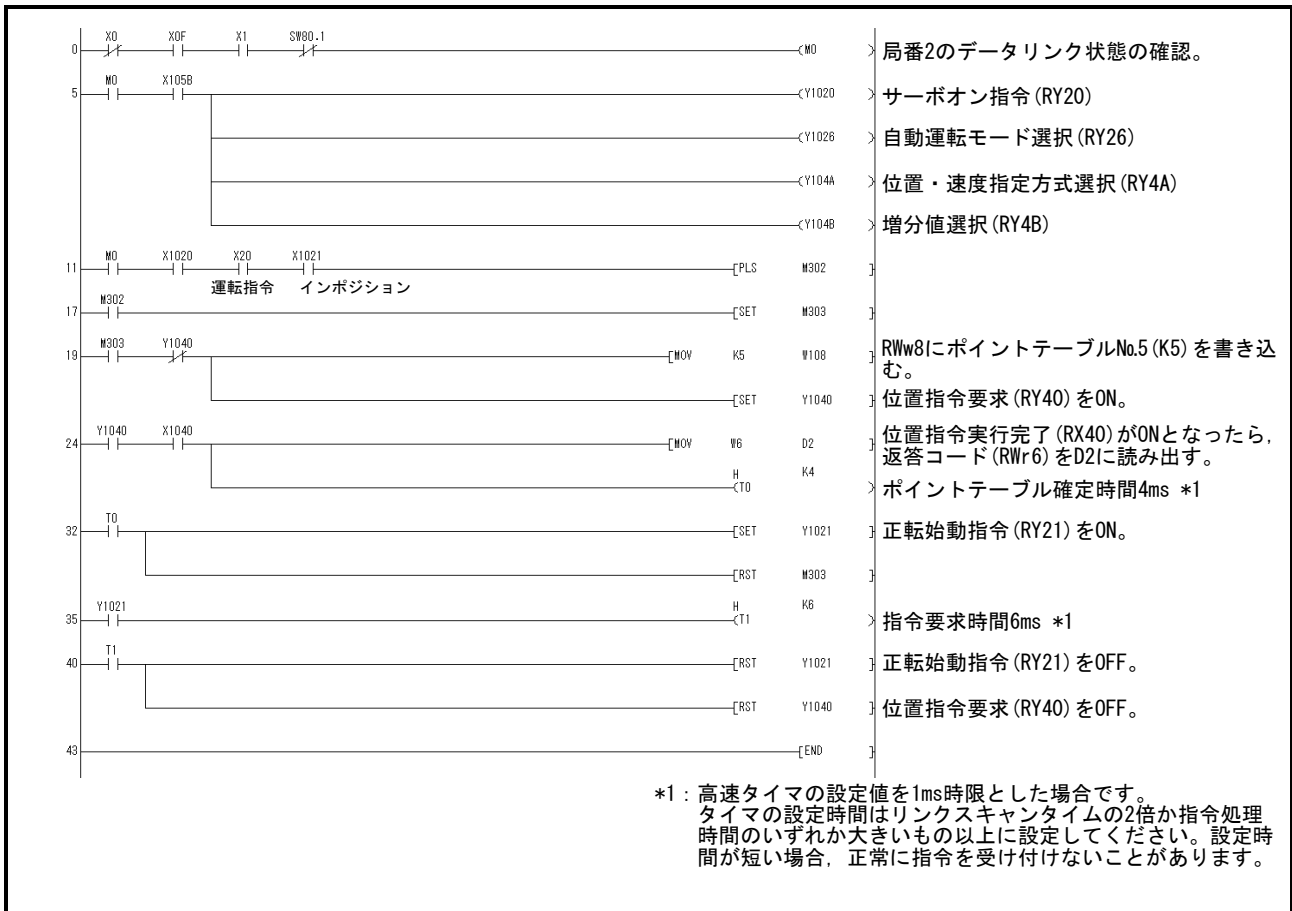 X0 X0F X1 SW80.1
0 (M0 ) 局番2のデータリンク状態の確認。
M0 X105B
5 (Y1020 ) サーボオン指令(RY20)
(Y1026 ) 自動運転モード選択(RY26)
(Y104A ) 位置・速度指定方式選択(RY4A)
(Y104B ) 増分値選択(RY4B)
M0 X1020 X20 X1021
11 [PLS M302 ]
運転指令 インポジション
M302
17 [SET M303 ]
M303 Y1040
19 [MOV K5 W108 ] RWw8にポイントテーブル№5(K5)を書き込
む。
[SET Y1040 ] 位置指令要求(RY40)をON。
Y1040 X1040
24 [MOV W6 D2 ] 位置指令実行完了(RX40)がONとなったら,
返答コード(RWr6)をD2に読み出す。
H K4
(T0 ) ポイントテーブル確定時間4ms *1
T0
32 [SET Y1021 ] 正転始動指令(RY21)をON。
[RST M303 ]
Y1021 H K6
35 (T1 ) 指令要求時間6ms *1
T1
40 [RST Y1021 ] 正転始動指令(RY21)をOFF。
[RST Y1040 ] 位置指令要求(RY40)をOFF。
43 [END ]
*1：高速タイマの設定値を1ms時限とした場合です。
タイマの設定時間はリンクスキャンタイムの2倍か指令処理
時間のいずれか大きいもの以上に設定してください。設定時
間が短い場合，正常に指令を受け付けないことがあります。